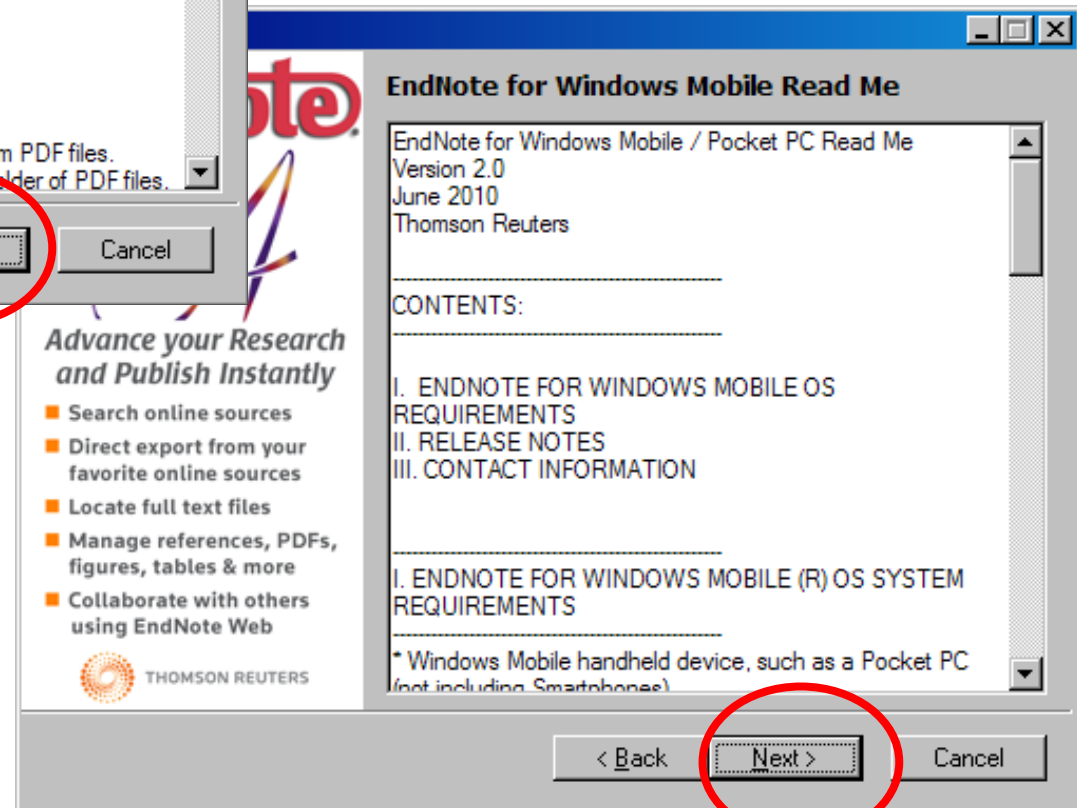 m PDF files.
lder of PDF files.
Cancel
ote
Advance your Research
and Publish Instantly
Search online sources
Direct export from your
favorite online sources
Locate full text files
Manage references, PDFs,
figures, tables & more
Collaborate with others
using EndNote Web
THOMSON REUTERS
EndNote for Windows Mobile Read Me
EndNote for Windows Mobile / Pocket PC Read Me
Version 2.0
June 2010
Thomson Reuters
CONTENTS:
I. ENDNOTE FOR WINDOWS MOBILE OS
REQUIREMENTS
II. RELEASE NOTES
III. CONTACT INFORMATION
I. ENDNOTE FOR WINDOWS MOBILE (R) OS SYSTEM
REQUIREMENTS
* Windows Mobile handheld device, such as a Pocket PC
(not including Smartphones)
< Back
Next >
Cancel